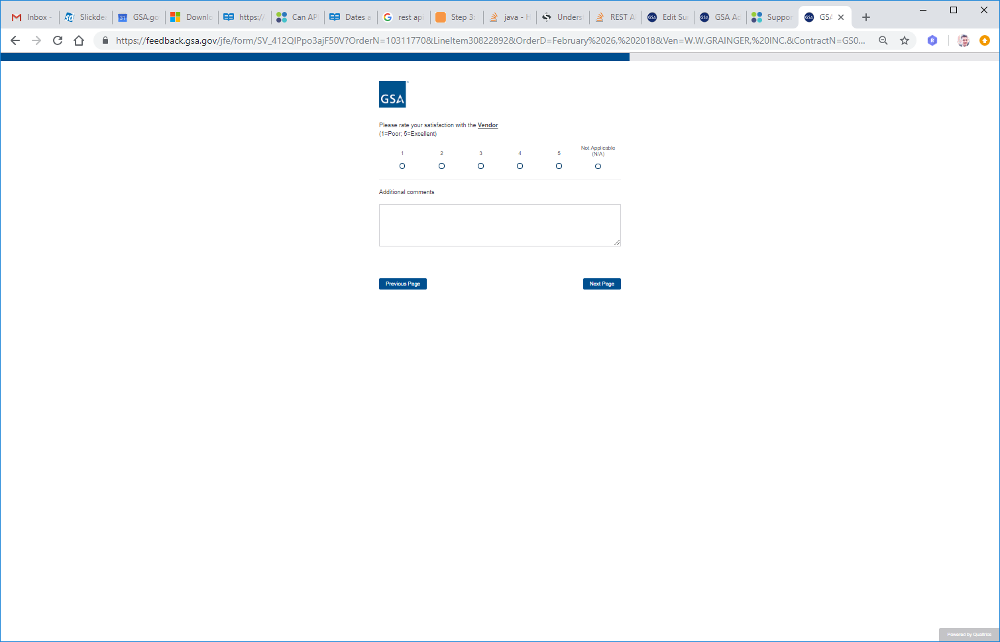 Inbox -
Slickdea
GSA.go
Downlo
https://
Can AP
Dates a
rest api
Step 3:
java - H
Unders
REST A
Edit Su
GSA Ad
Suppor
GSA
https://feedback.gsa.gov/jfe/form/SV_412QIPpo3ajF50V?OrderN=10311770&LineItem30822892&OrderD=February%2026,%202018&Ven=W.W.GRAINGER,%20INC.&ContractN=GS0...
GSA
Please rate your satisfaction with the Vendor
(1=Poor; 5=Excellent)
1 2 3 4 5 Not Applicable
(N/A)
Additional comments
Previous Page
Next Page
Powered by Qualtrics